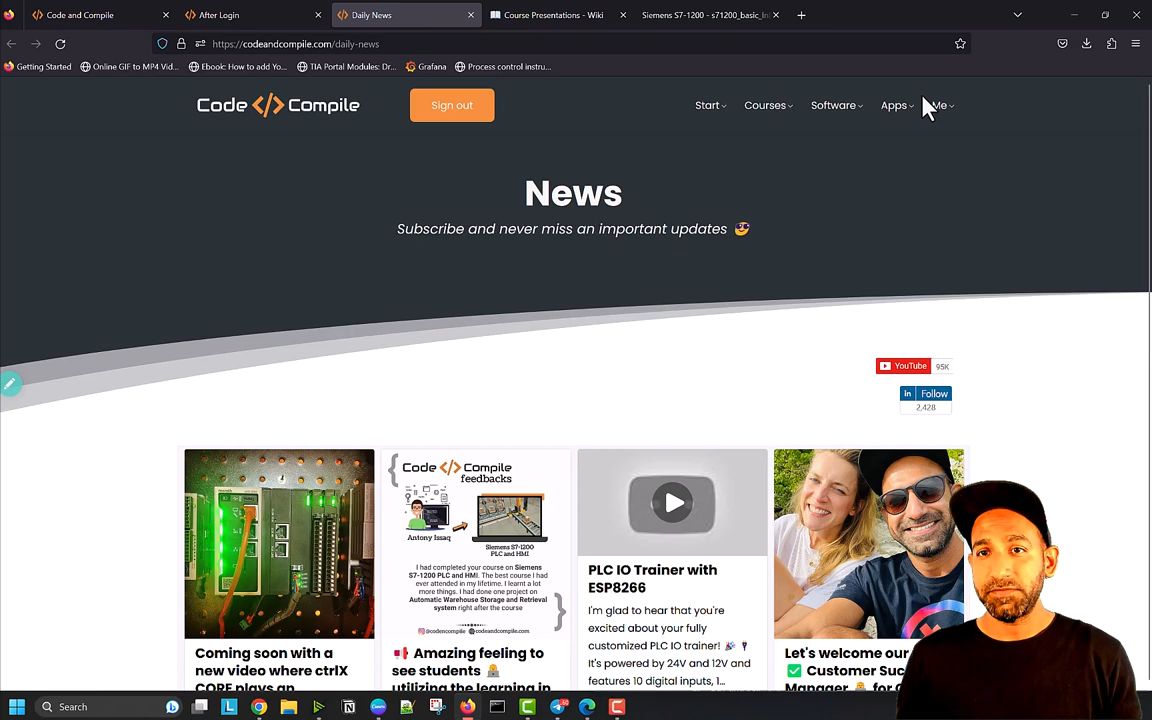 Code and Compile
After Login
Daily News
Course Presentations - Wiki
Siemens S7-1200 - s71200_basic_In
https://codeandcompile.com/daily-news
Getting Started
Online GIF to MP4 Vid...
Ebook: How to add Yo...
TIA Portal Modules: Dr...
Grafana
Process control instru...
Code </> Compile
Sign out
Start
Courses
Software
Apps
Me
News
Subscribe and never miss an important updates 😎
YouTube 95K
in Follow
2,428
Coming soon with a
new video where ctrlX
CORE plays an
Code </> Compile
feedbacks
Antony Issaq
Siemens S7-1200
PLC and HMI
I had completed your course on Siemens
S7-1200 PLC and HMI. The best course I had
ever attended in my lifetime. I learnt a lot
more things. I had done one project on
Automatic Warehouse Storage and Retrieval
system right after the course
@codencompile codeandcompile.com
Amazing feeling to
see students
utilizing the learning in
PLC IO Trainer with
ESP8266
I'm glad to hear that you're
excited about your fully
customized PLC IO trainer!
It's powered by 24V and 12V and
features 10 digital inputs, 1...
Let's welcome our
Customer Suc
Manager for C
Search